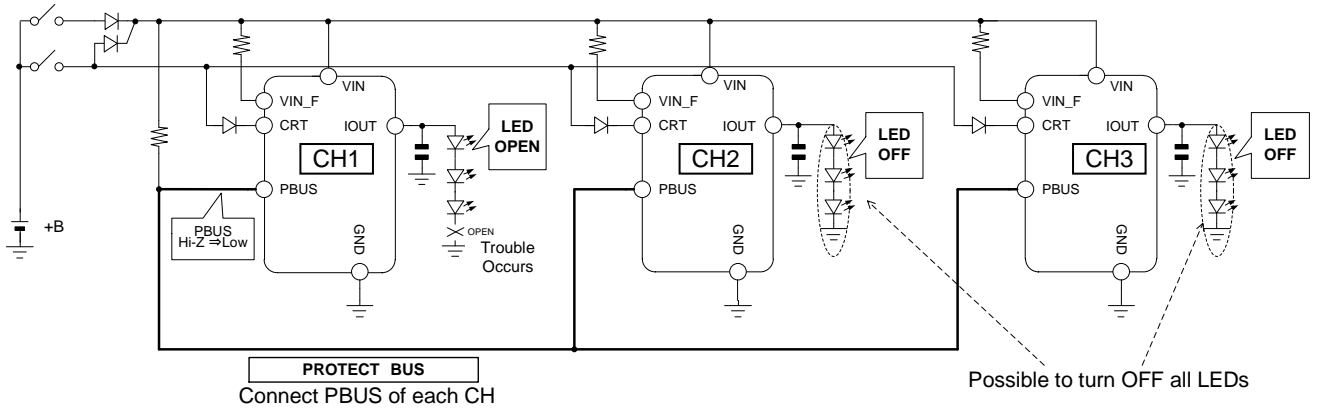 VIN
VIN_F
CRT
IOUT
CH1
PBUS
GND
LED
OPEN
PBUS
Hi-Z ⇒Low
OPEN
Trouble
Occurs
VIN
VIN_F
CRT
IOUT
CH2
PBUS
GND
LED
OFF
VIN
VIN_F
CRT
IOUT
CH3
PBUS
GND
LED
OFF
+B
PROTECT BUS
Connect PBUS of each CH
Possible to turn OFF all LEDs